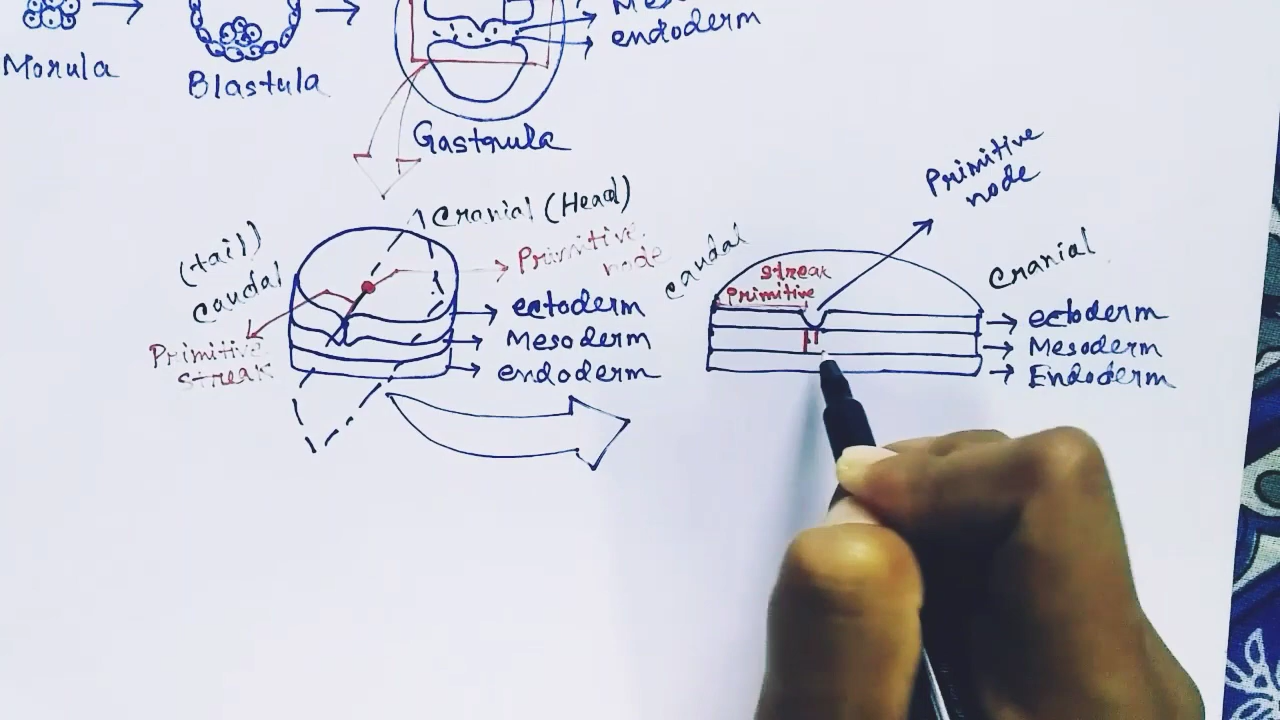 endoderm
Morula
Blastula
Gastrula
Primitive
node
Cranial (Head)
(tail)
caudal
Primitive
node
ectoderm
Mesoderm
endoderm
Primitive
streak
caudal
streak
Primitive
Cranial
ectoderm
Mesoderm
Endoderm